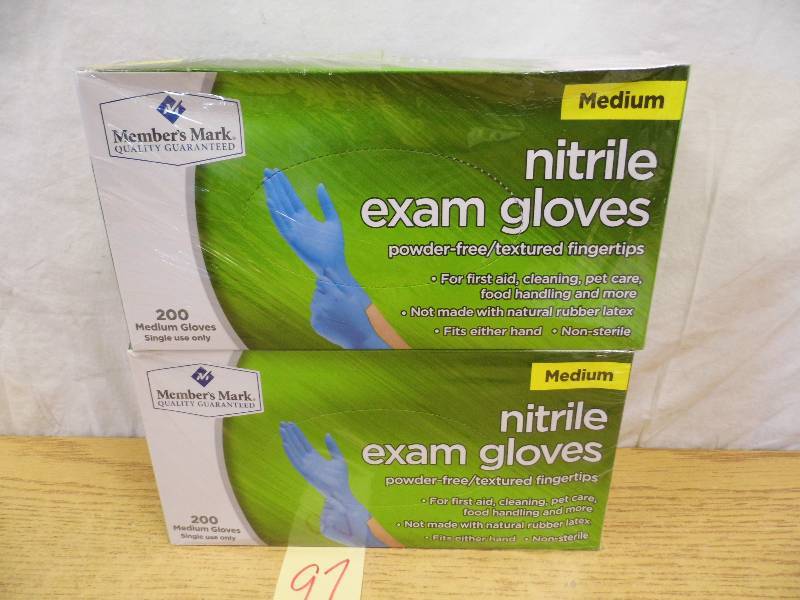 Medium
Member's Mark®
QUALITY GUARANTEED
nitrile
exam gloves
powder-free/textured fingertips
• For first aid, cleaning, pet care,
food handling and more
• Not made with natural rubber latex
• Fits either hand • Non-sterile
200
Medium Gloves
Single use only
Medium
Member's Mark®
QUALITY GUARANTEED
nitrile
exam gloves
powder-free/textured fingertips
• For first aid, cleaning, pet care,
food handling and more
• Not made with natural rubber latex
• Fits either hand • Non-sterile
200
Medium Gloves
Single use only
97